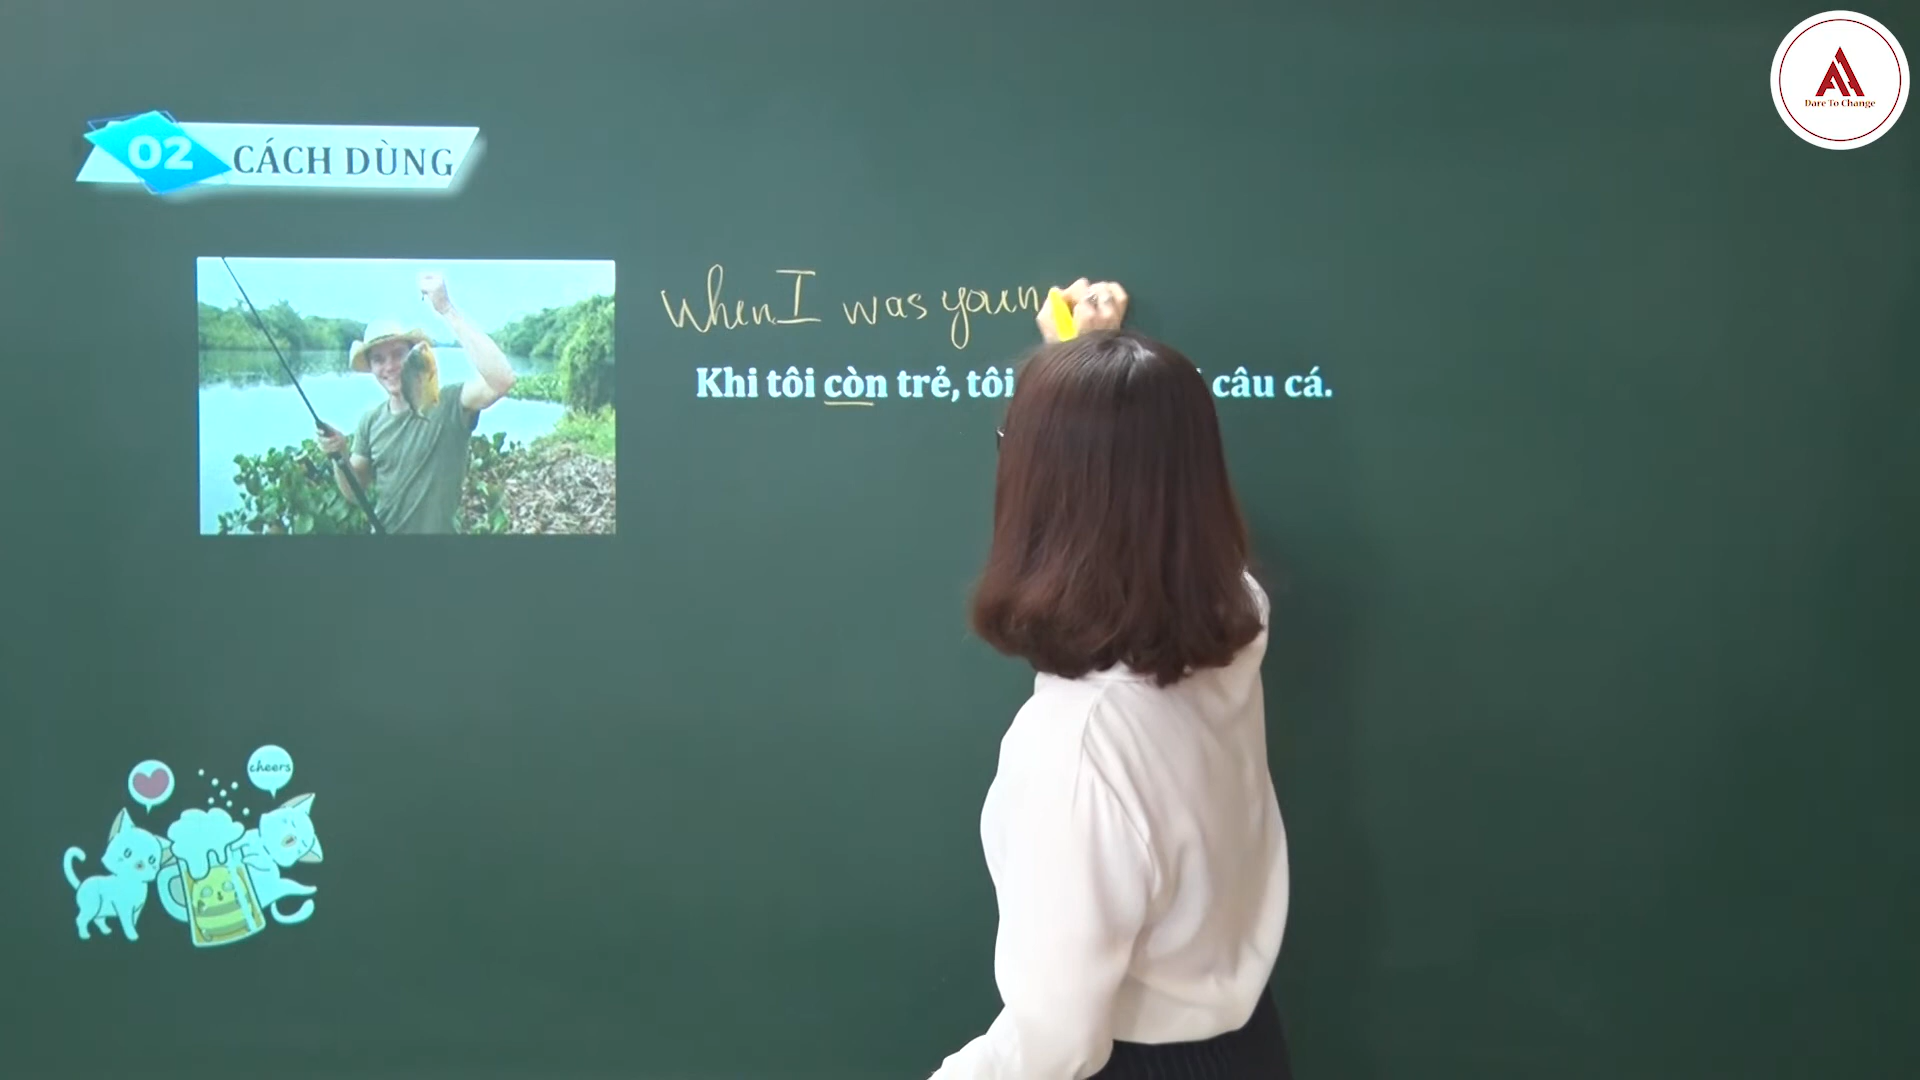 Dare To Change
02 CÁCH DÙNG
When I was youn
Khi tôi còn trẻ, tôi câu cá.
cheers